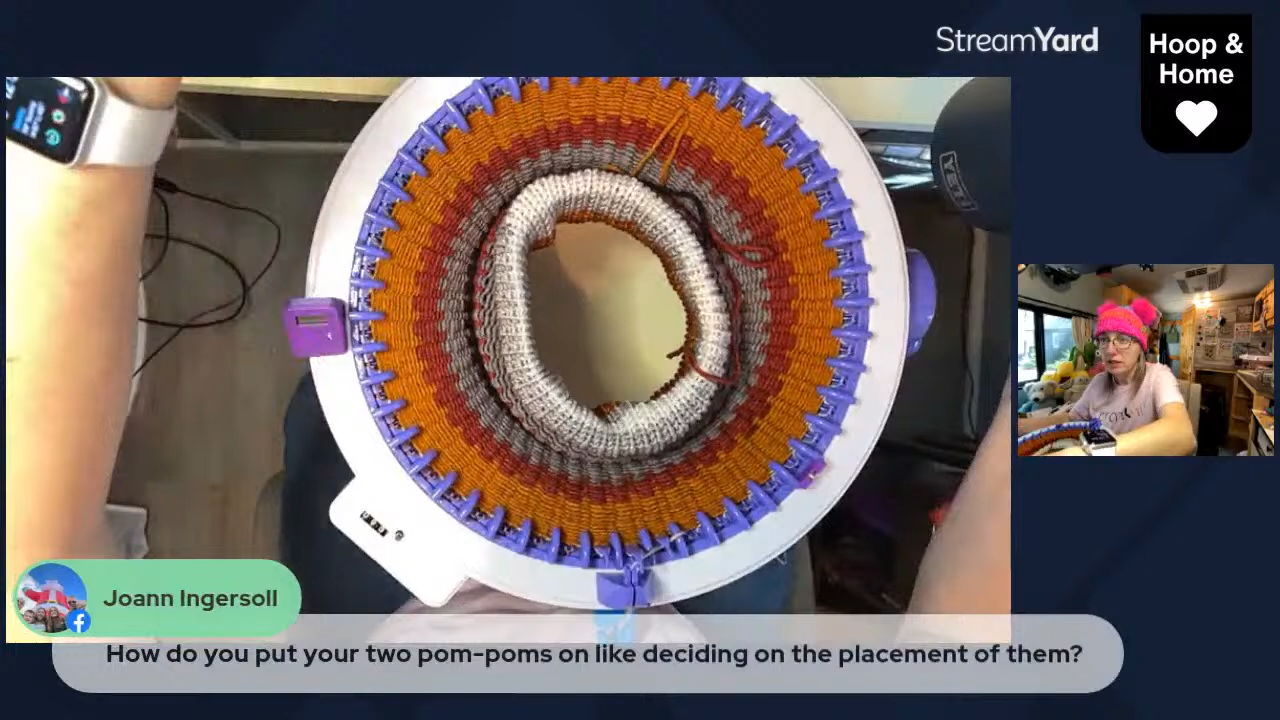 StreamYard
Hoop &
Home
Joann Ingersoll
How do you put your two pom-poms on like deciding on the placement of them?